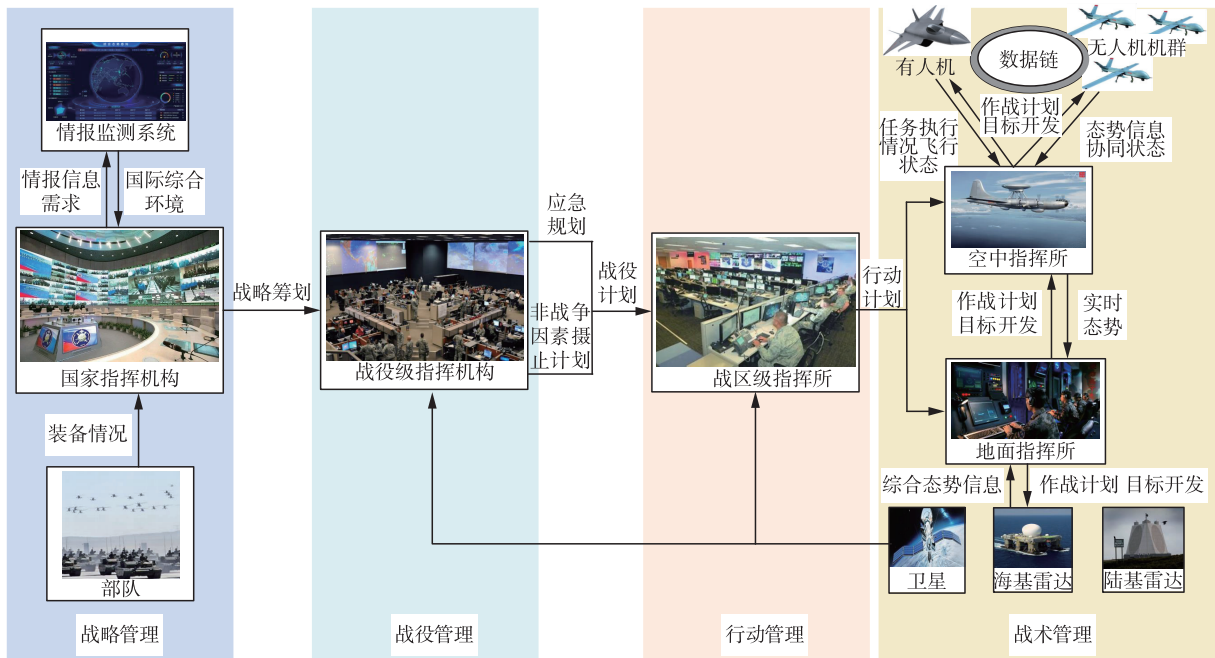 情报监测系统
情报信息
需求
国际综合
环境
国家指挥机构
装备情况
部队
战略管理
战略筹划
战役级指挥机构
应急
规划
非战争
因素摄
止计划
战役管理
战役
计划
战区级指挥所
行动管理
行动
计划
有人机
数据链
无人机机群
作战计划
目标开发
任务执行
情况飞行
状态
态势信息
协同状态
空中指挥所
作战计划
目标开发
实时
态势
地面指挥所
综合态势信息
作战计划 目标开发
卫星
海基雷达
陆基雷达
战术管理